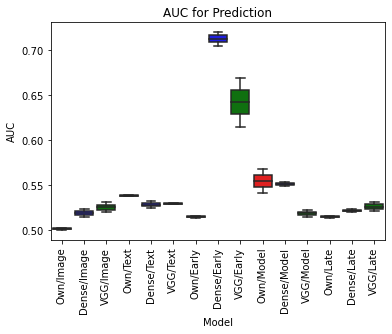 AUC for Prediction
AUC
0.70
0.65
0.60
0.55
0.50
Own/Image
Dense/Image
VGG/Image
Own/Text
Dense/Text
VGG/Text
Own/Early
Dense/Early
VGG/Early
Own/Model
Dense/Model
VGG/Model
Own/Late
Dense/Late
VGG/Late
Model